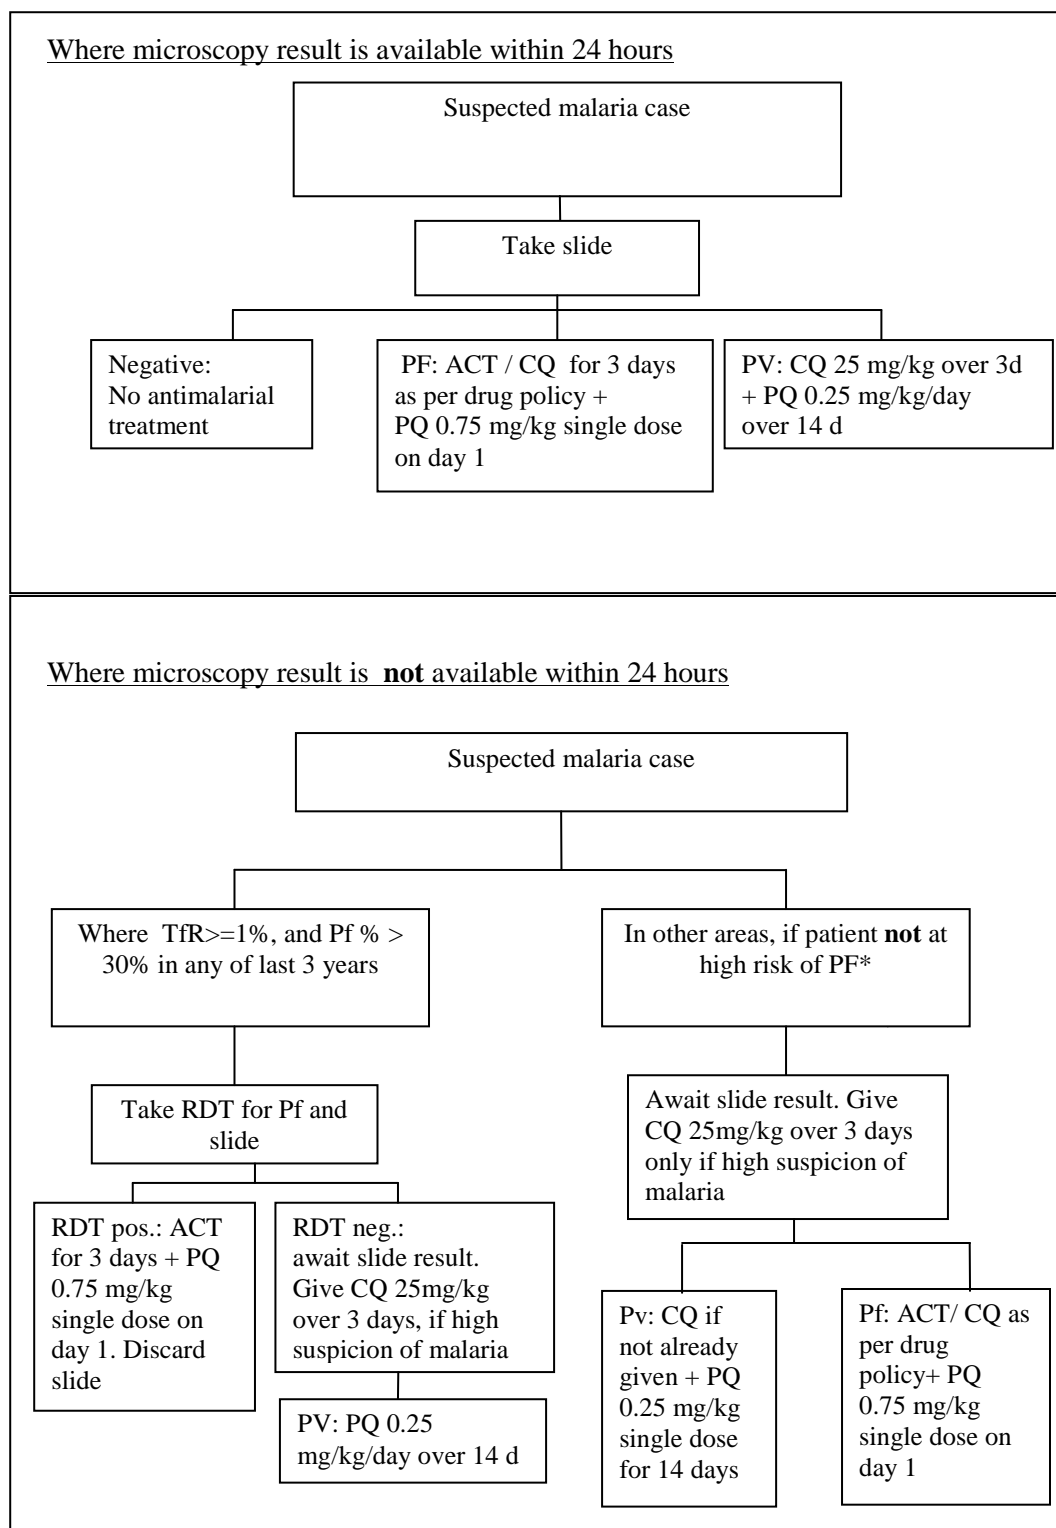 Where microscopy result is available within 24 hours
Suspected malaria case
Take slide
Negative:
No antimalarial
treatment
PF: ACT / CQ for 3 days
as per drug policy +
PQ 0.75 mg/kg single dose
on day 1
PV: CQ 25 mg/kg over 3d
+ PQ 0.25 mg/kg/day
over 14 d
Where microscopy result is not available within 24 hours
Suspected malaria case
Where TfR>=1%, and Pf % >
30% in any of last 3 years
In other areas, if patient not at
high risk of PF*
Take RDT for Pf and
slide
Await slide result. Give
CQ 25mg/kg over 3 days
only if high suspicion of
malaria
RDT pos.: ACT
for 3 days + PQ
0.75 mg/kg
single dose on
day 1. Discard
slide
RDT neg.:
await slide result.
Give CQ 25mg/kg
over 3 days, if high
suspicion of malaria
PV: PQ 0.25
mg/kg/day over 14 d
Pv: CQ if
not already
given + PQ
0.25 mg/kg
single dose
for 14 days
Pf: ACT/ CQ as
per drug
policy+ PQ
0.75 mg/kg
single dose on
day 1